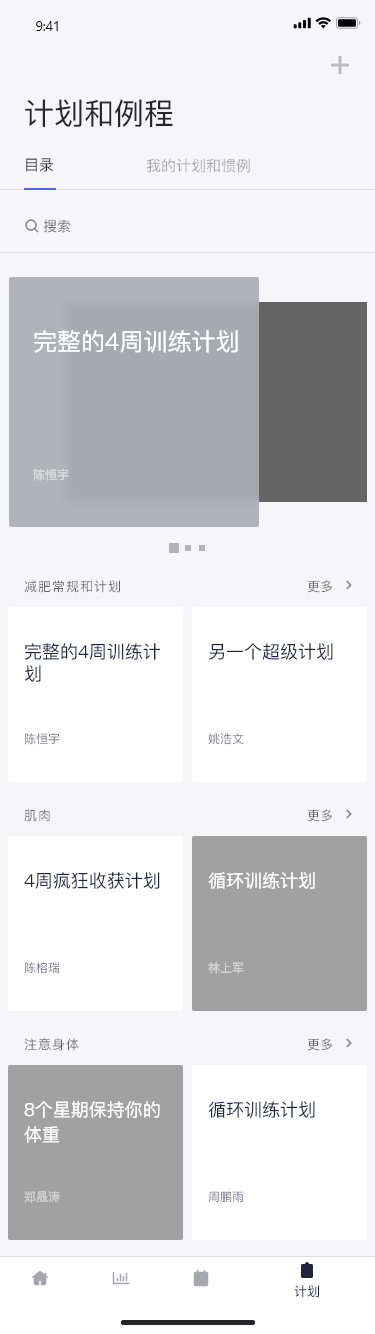 9:41
计划和例程
目录
我的计划和惯例
搜索
完整的4周训练计划
陈恒宇
减肥常规和计划
更多
完整的4周训练计
划
陈恒宇
另一个超级计划
姚浩文
肌肉
更多
4周疯狂收获计划
陈榕瑞
循环训练计划
林上军
注意身体
更多
8个星期保持你的
体重
郑晨涛
循环训练计划
周鹏雨
计划